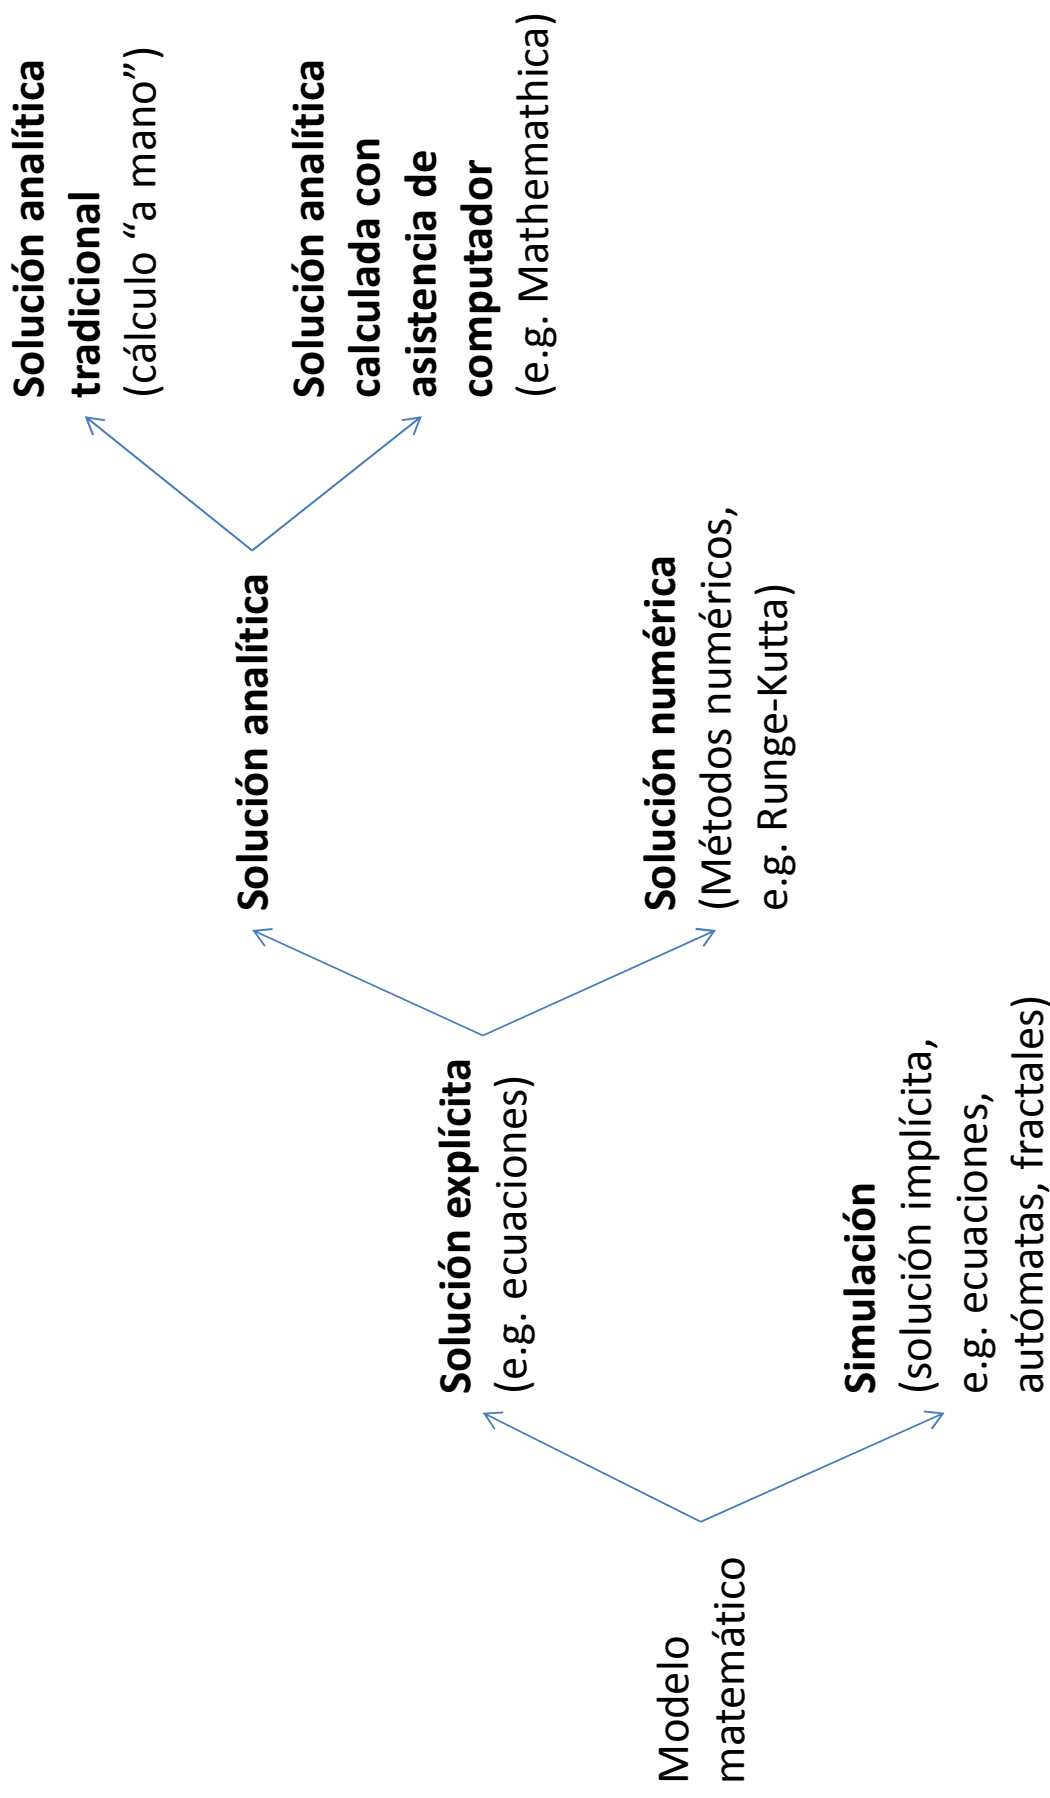 Modelo
matemático
Solución explícita
(e.g. ecuaciones)
Simulación
(solución implícita,
e.g. ecuaciones,
autómatas, fractales)
Solución analítica
Solución numérica
(Métodos numéricos,
e.g. Runge-Kutta)
Solución analítica
tradicional
(cálculo “a mano”)
Solución analítica
calculada con
asistencia de
computador
(e.g. Mathemathica)